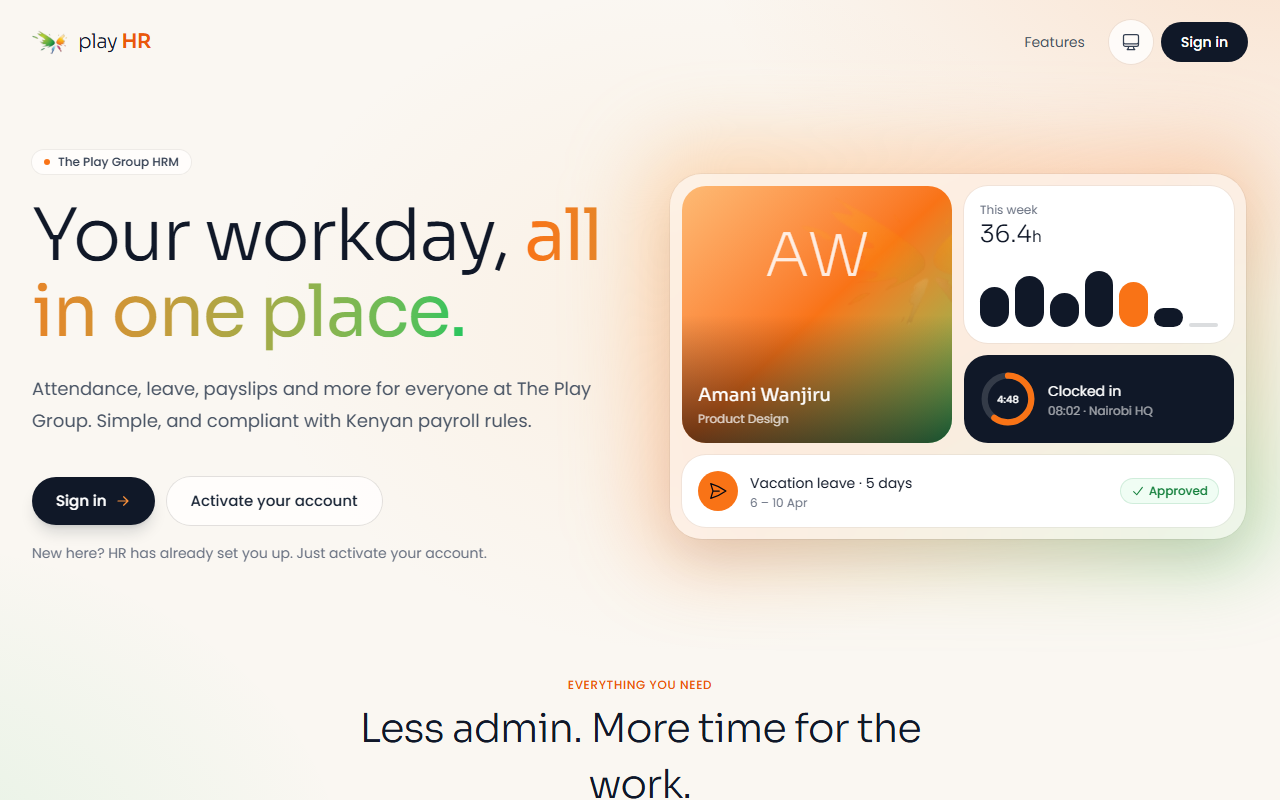 play HR
Features
Sign in
The Play Group HRM
Your workday, all
in one place.
Attendance, leave, payslips and more for everyone at The Play
Group. Simple, and compliant with Kenyan payroll rules.
Sign in →
Activate your account
New here? HR has already set you up. Just activate your account.
AW
Amani Wanjiru
Product Design
This week
36.4h
4:48
Clocked in
08:02 · Nairobi HQ
Vacation leave · 5 days
6 – 10 Apr
Approved
EVERYTHING YOU NEED
Less admin. More time for the
work.